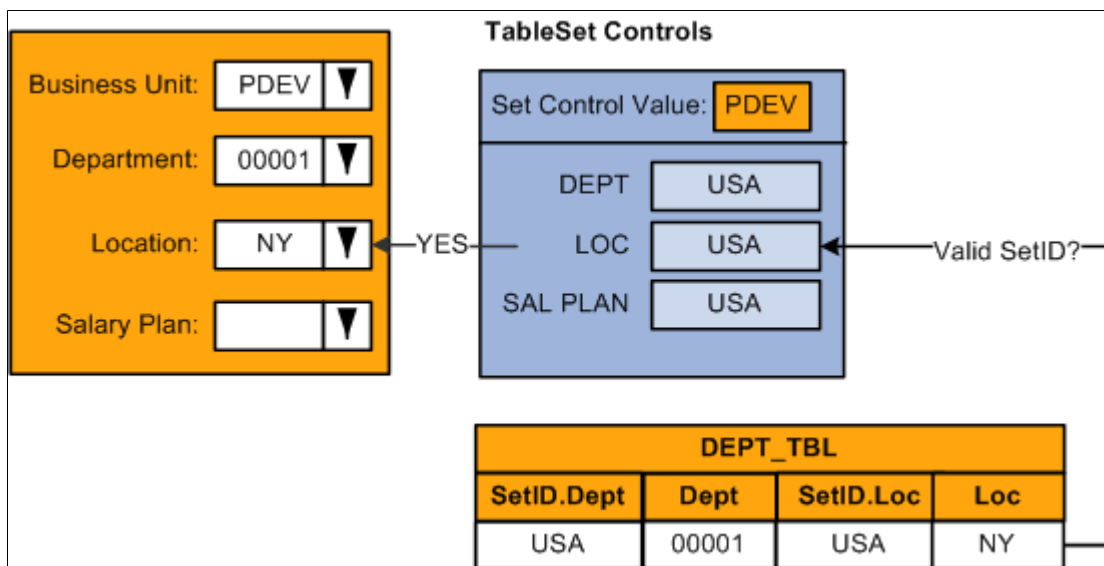 TableSet Controls
Business Unit: PDEV
Department: 00001
Location: NY
Salary Plan:
YES
Set Control Value: PDEV
DEPT USA
LOC USA
SAL PLAN USA
Valid SetID?
DEPT_TBL
SetID.Dept Dept SetID.Loc Loc
USA 00001 USA NY